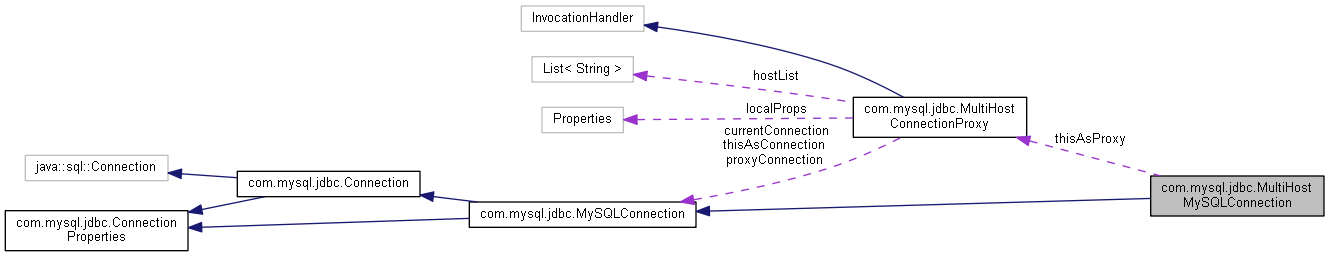 InvocationHandler
List< String >
hostList
Properties
localProps
com.mysql.jdbc.MultiHost
ConnectionProxy
currentConnection
thisAsConnection
proxyConnection
thisAsProxy
java::sql::Connection
com.mysql.jdbc.Connection
com.mysql.jdbc.MultiHost
MySQLConnection
com.mysql.jdbc.MySQLConnection
com.mysql.jdbc.Connection
Properties